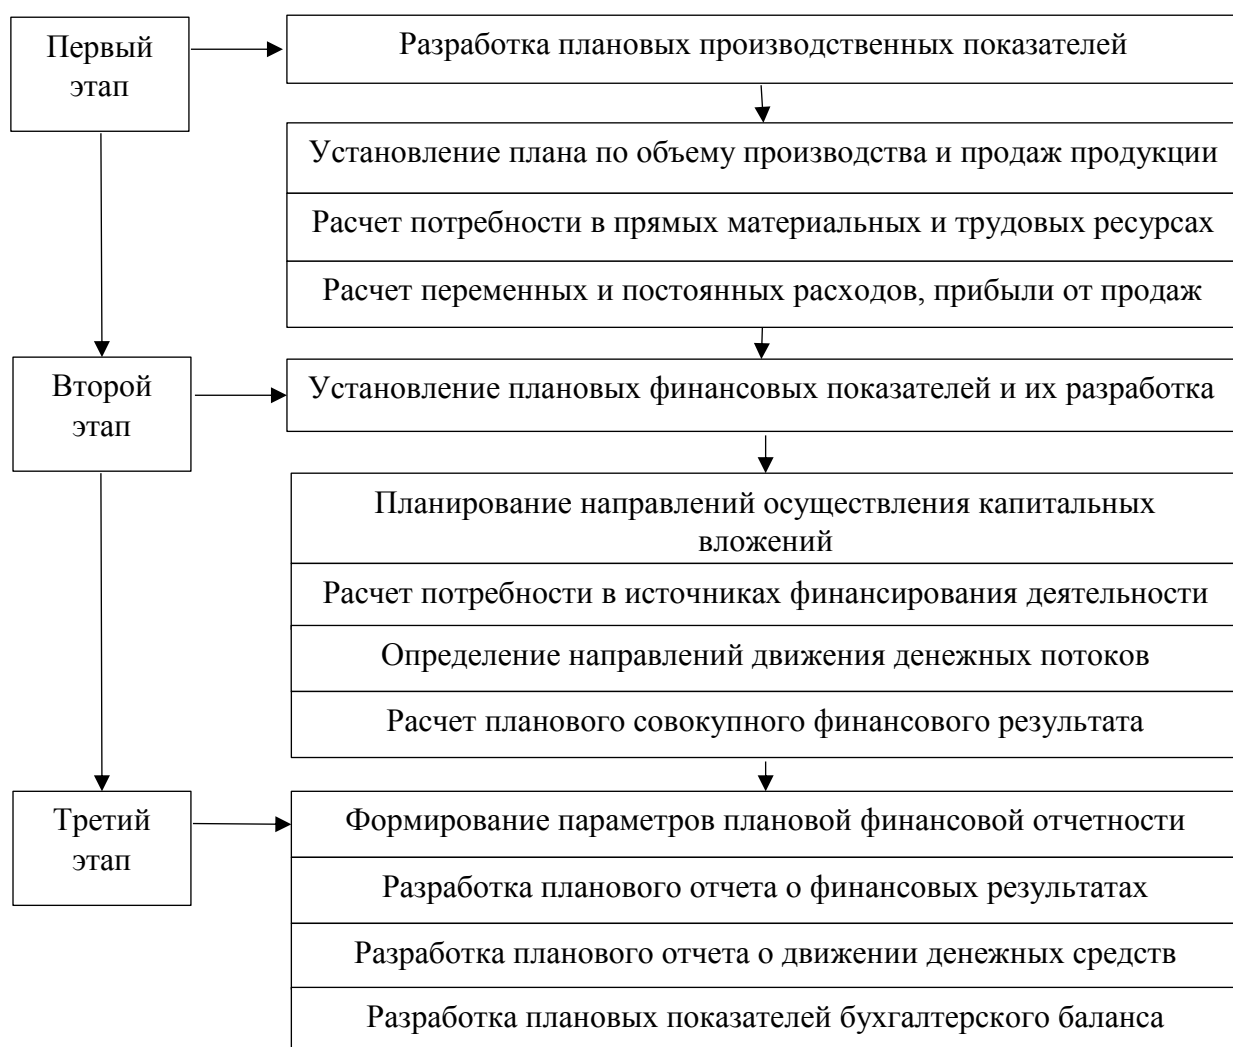 Первый
этап
Разработка плановых производственных показателей
Установление плана по объему производства и продаж продукции
Расчет потребности в прямых материальных и трудовых ресурсах
Расчет переменных и постоянных расходов, прибыли от продаж
Второй
этап
Установление плановых финансовых показателей и их разработка
Планирование направлений осуществления капитальных
вложений
Расчет потребности в источниках финансирования деятельности
Определение направлений движения денежных потоков
Расчет планового совокупного финансового результата
Третий
этап
Формирование параметров плановой финансовой отчетности
Разработка планового отчета о финансовых результатах
Разработка планового отчета о движении денежных средств
Разработка плановых показателей бухгалтерского баланса